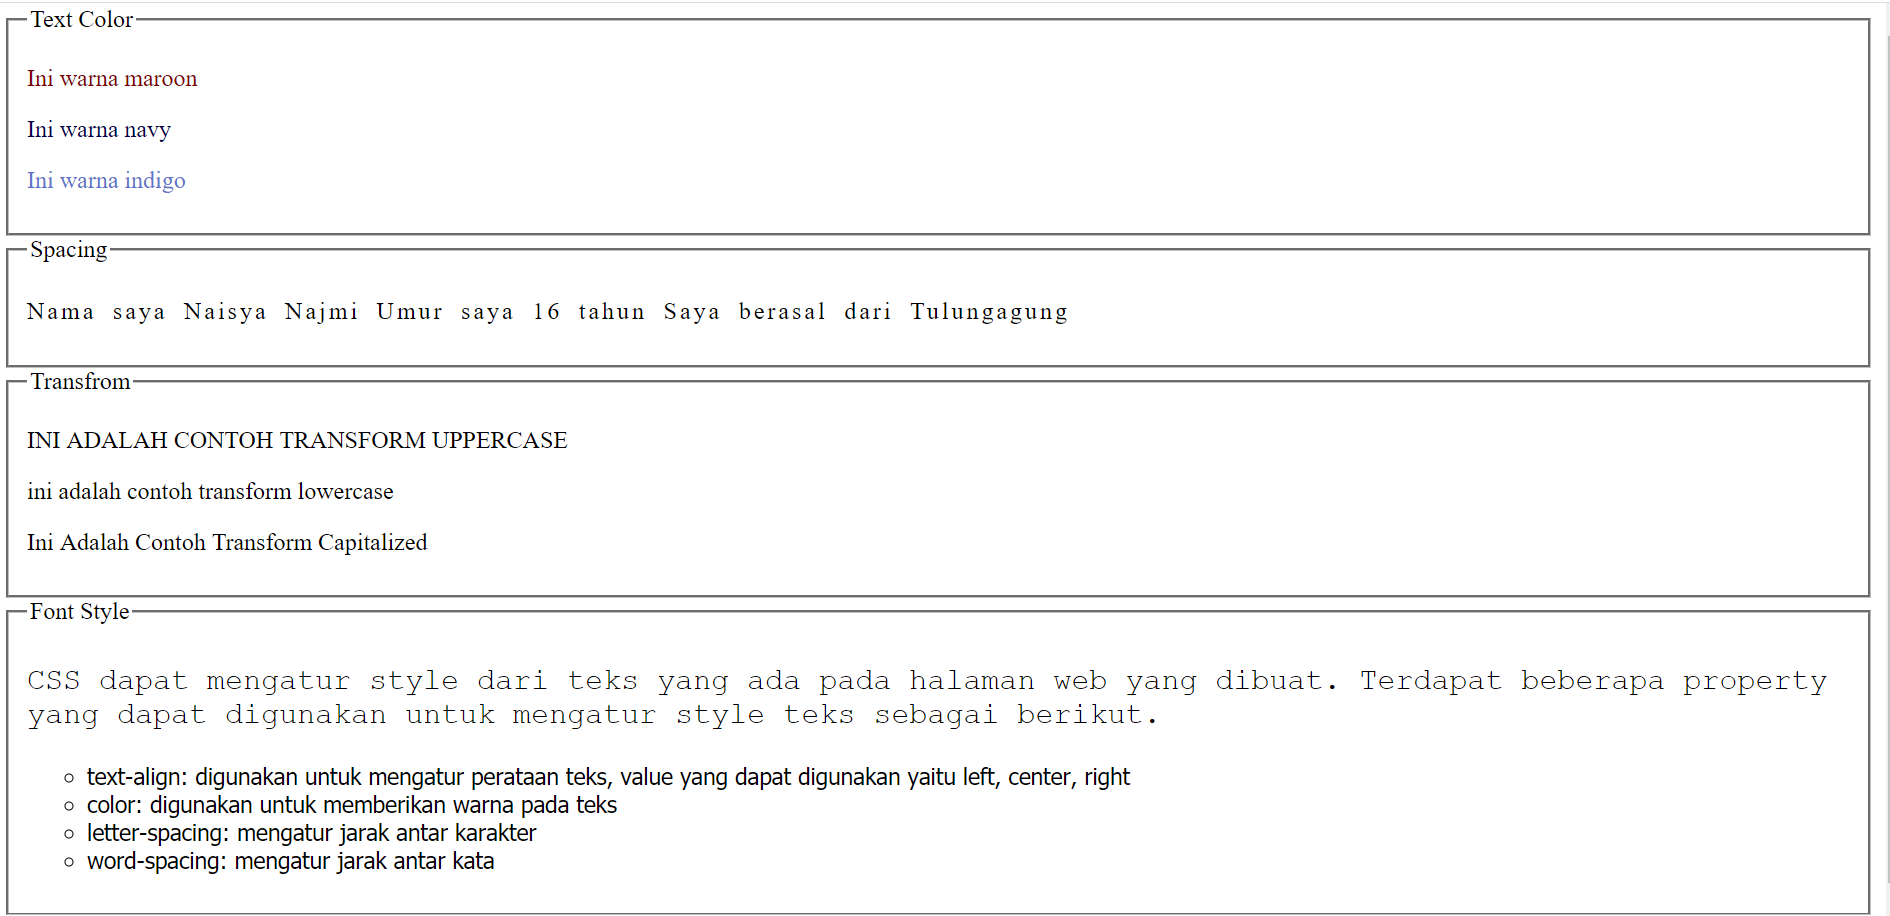 Text Color
Ini warna maroon
Ini warna navy
Ini warna indigo
Spacing
Nama saya Naisya Najmi Umur saya 16 tahun Saya berasal dari Tulungagung
Transfrom
INI ADALAH CONTOH TRANSFORM UPPERCASE
ini adalah contoh transform lowercase
Ini Adalah Contoh Transform Capitalized
Font Style
CSS dapat mengatur style dari teks yang ada pada halaman web yang dibuat. Terdapat beberapa property
yang dapat digunakan untuk mengatur style teks sebagai berikut.
text-align: digunakan untuk mengatur perataan teks, value yang dapat digunakan yaitu left, center, right
color: digunakan untuk memberikan warna pada teks
letter-spacing: mengatur jarak antar karakter
word-spacing: mengatur jarak antar kata